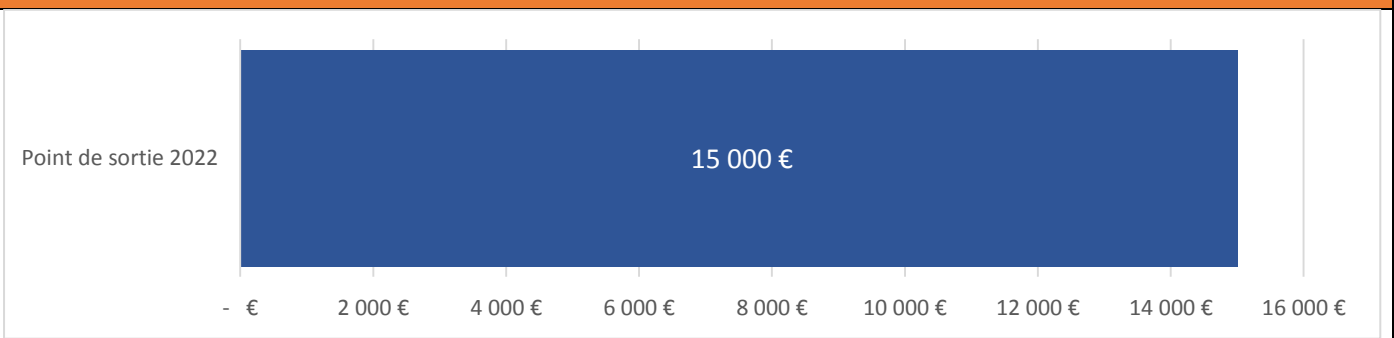 Point de sortie 2022
15 000 €
- € 2 000 € 4 000 € 6 000 € 8 000 € 10 000 € 12 000 € 14 000 € 16 000 €